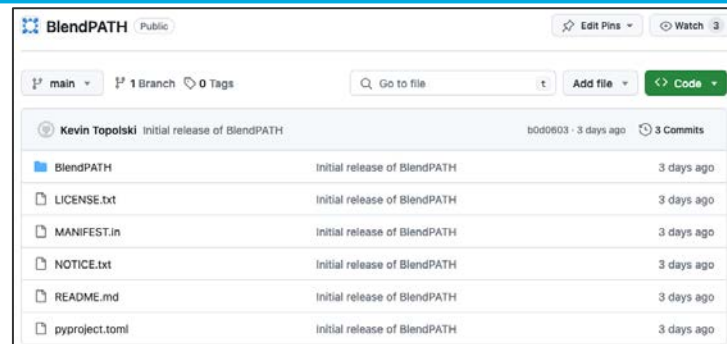 BlendPATH Public Edit Pins Watch 3
main 1 Branch 0 Tags Go to file t Add file <> Code
Kevin Topolski Initial release of BlendPATH b0d0603 · 3 days ago 3 Commits
BlendPATH Initial release of BlendPATH 3 days ago
LICENSE.txt Initial release of BlendPATH 3 days ago
MANIFEST.in Initial release of BlendPATH 3 days ago
NOTICE.txt Initial release of BlendPATH 3 days ago
README.md Initial release of BlendPATH 3 days ago
pyproject.toml Initial release of BlendPATH 3 days ago